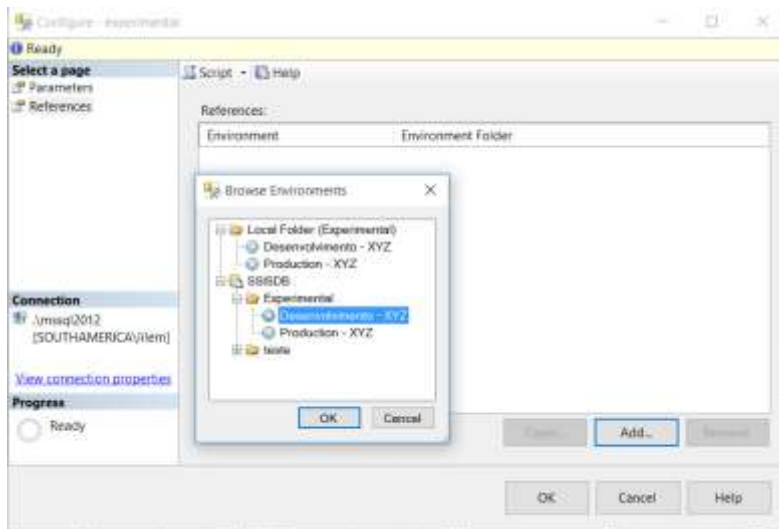 Configure - experimental
Ready
Select a page
Parameters
References
Script
Help
References:
Environment
Environment Folder
Browse Environments
Local Folder (Experimental)
Desenvolvimento - XYZ
Production - XYZ
SSISDB
Experimental
Desenvolvimento - XYZ
Production - XYZ
teste
OK
Cancel
Connection
.\mssql2012
View connection properties
Progress
Ready
Open...
Add...
Remove
OK
Cancel
Help